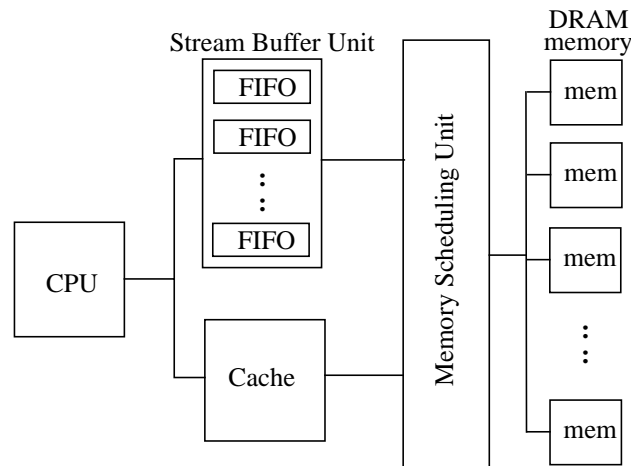 DRAM
memory
Stream Buffer Unit
FIFO
FIFO
FIFO
CPU
Cache
Memory Scheduling Unit
mem
mem
mem
mem